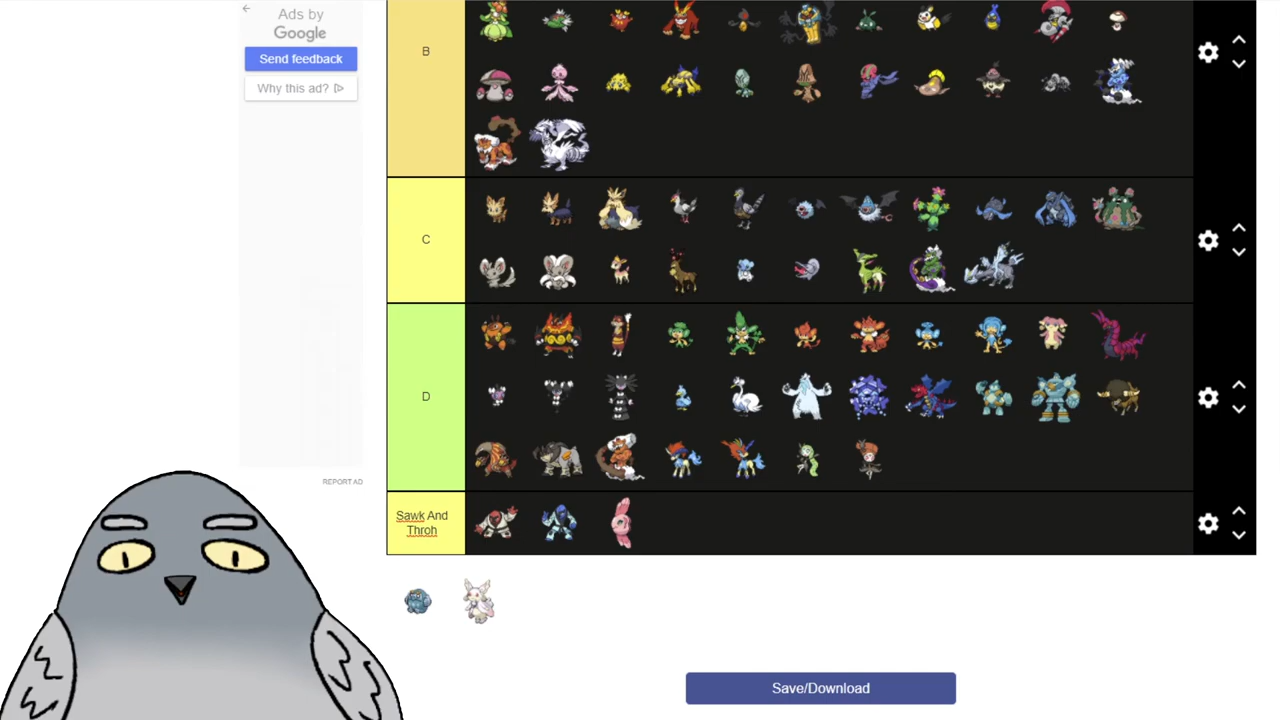 Ads by
Google
Send feedback
Why this ad?
REPORT AD
B
C
D
Sawk And
Throh
Save/Download